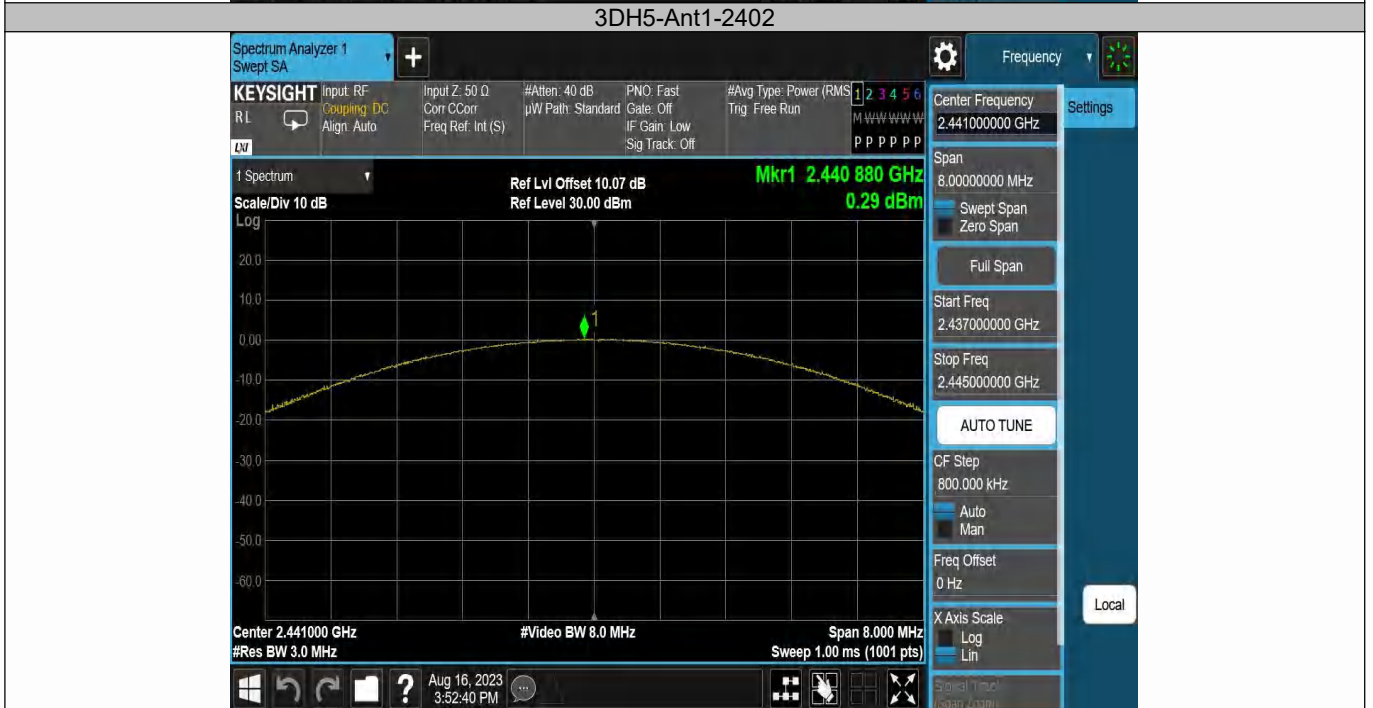 3DH5-Ant1-2402
Spectrum Analyzer 1
Swept SA
+
Frequency
KEYSIGHT
RL
LXI
Input: RF
Coupling: DC
Align: Auto
Input Z: 50 Ω
Corr CCorr
Freq Ref: Int (S)
#Atten: 40 dB
µW Path: Standard
PNO: Fast
Gate: Off
IF Gain: Low
Sig Track: Off
#Avg Type: Power (RMS
Trig: Free Run
1 2 3 4 5 6
M W W W W W
P P P P P P
1 Spectrum
Scale/Div 10 dB
Ref Lvl Offset 10.07 dB
Ref Level 30.00 dBm
Mkr1 2.440 880 GHz
0.29 dBm
Log
20.0
10.0
0.00
-10.0
-20.0
-30.0
-40.0
-50.0
-60.0
1
Center 2.441000 GHz
#Res BW 3.0 MHz
#Video BW 8.0 MHz
Span 8.000 MHz
Sweep 1.00 ms (1001 pts)
Center Frequency
2.441000000 GHz
Settings
Span
8.00000000 MHz
Swept Span
Zero Span
Full Span
Start Freq
2.437000000 GHz
Stop Freq
2.445000000 GHz
AUTO TUNE
CF Step
800.000 kHz
Auto
Man
Freq Offset
0 Hz
X Axis Scale
Log
Lin
Signal Track
(Span Zoom)
Local
?
Aug 16, 2023
3:52:40 PM